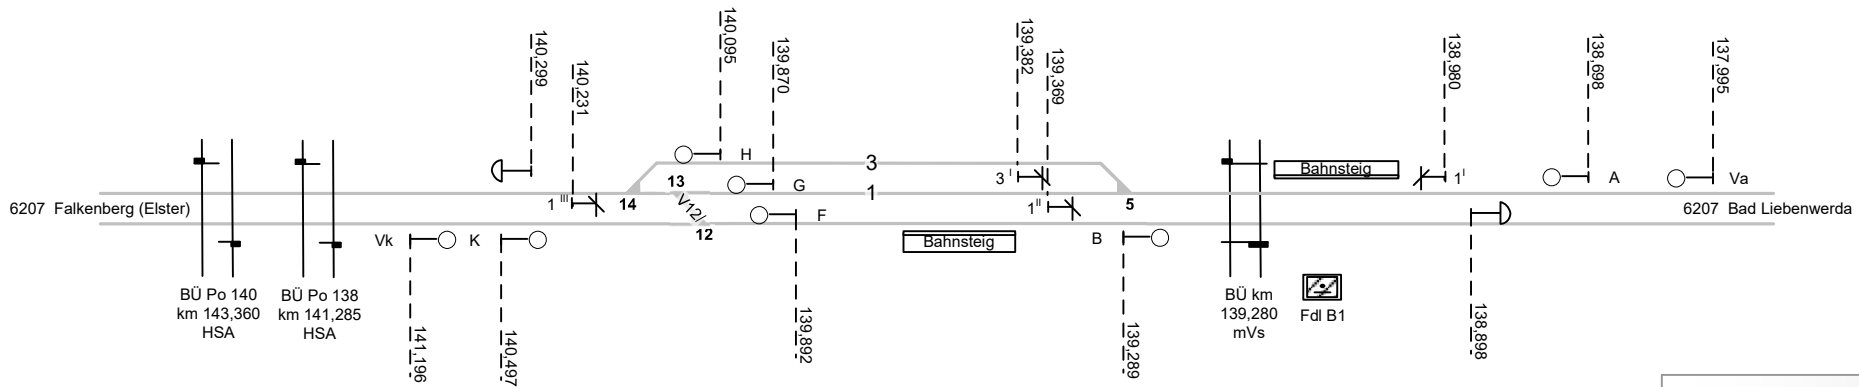 140,299
140,231
140,095
139,870
139,382
139,369
138,980
138,698
137,995
H
3
13
G
3 I
1 I
A
Va
1
6207 Falkenberg (Elster)
1 III
14
V12/
F
1 II
5
6207 Bad Liebenwerda
12
Vk
K
Bahnsteig
Bahnsteig
B
BÜ Po 140
km 143,360
HSA
BÜ Po 138
km 141,285
HSA
BÜ km
139,280
mVs
Fdl B1
141,196
140,497
139,892
139,289
138,898